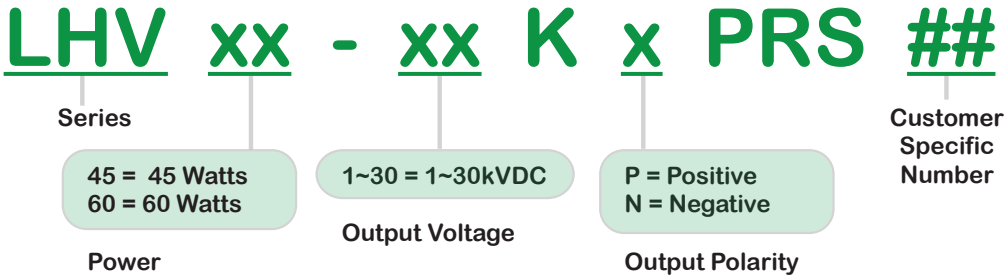 LHV xx - xx K x PRS ##
Series
Customer
Specific
Number
45 = 45 Watts
60 = 60 Watts
Power
1~30 = 1~30kVDC
Output Voltage
P = Positive
N = Negative
Output Polarity